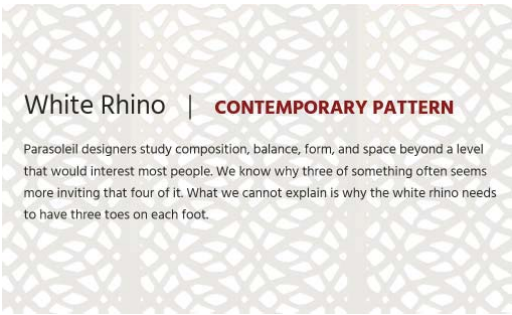 White Rhino | CONTEMPORARY PATTERN
Parasoleil designers study composition, balance, form, and space beyond a level
that would interest most people. We know why three of something often seems
more inviting that four of it. What we cannot explain is why the white rhino needs
to have three toes on each foot.